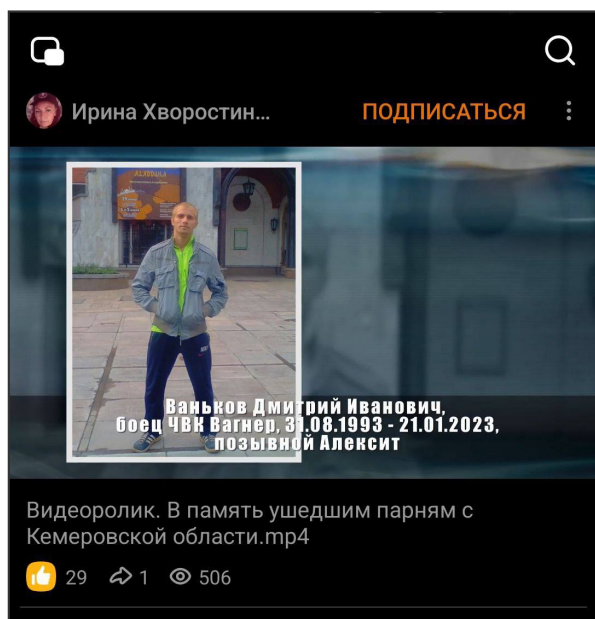 Ирина Хворостин...
ПОДПИСАТЬСЯ
Ваньков Дмитрий Иванович,
боец ЧВК Вагнер, 31.08.1993 - 21.01.2023,
позывной Алексит
Видеоролик. В память ушедшим парням с
Кемеровской области.mp4
29 1 506